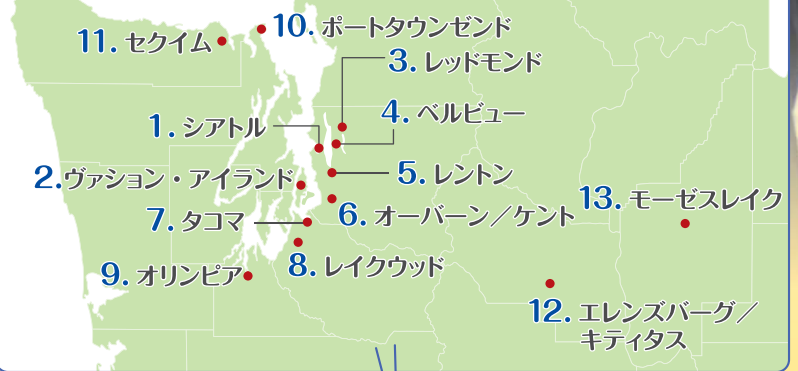 10. ポートタウンゼンド
11. セクイム
3. レッドモンド
4. ベルビュー
1. シアトル
2.ヴァション・アイランド
5. レントン
13. モーゼスレイク
6. オーバーン／ケント
7. タコマ
8. レイクウッド
9. オリンピア
12. エレンズバーグ／
キティタス